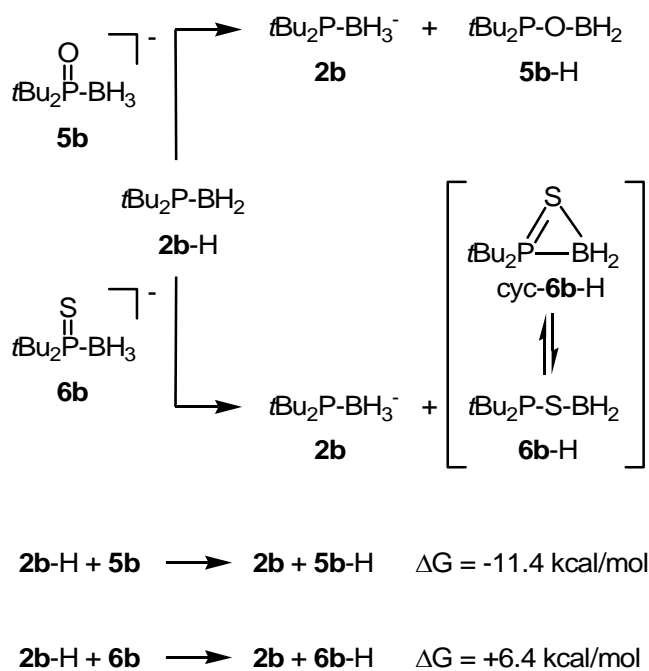 O
tBu2P-BH3
-
5b
tBu2P-BH3- + tBu2P-O-BH2
2b 5b-H
tBu2P-BH2
2b-H
S
tBu2P BH2
cyc-6b-H
S
tBu2P-BH3
-
6b
tBu2P-BH3- + tBu2P-S-BH2
2b 6b-H
2b-H + 5b → 2b + 5b-H ΔG = -11.4 kcal/mol
2b-H + 6b → 2b + 6b-H ΔG = +6.4 kcal/mol